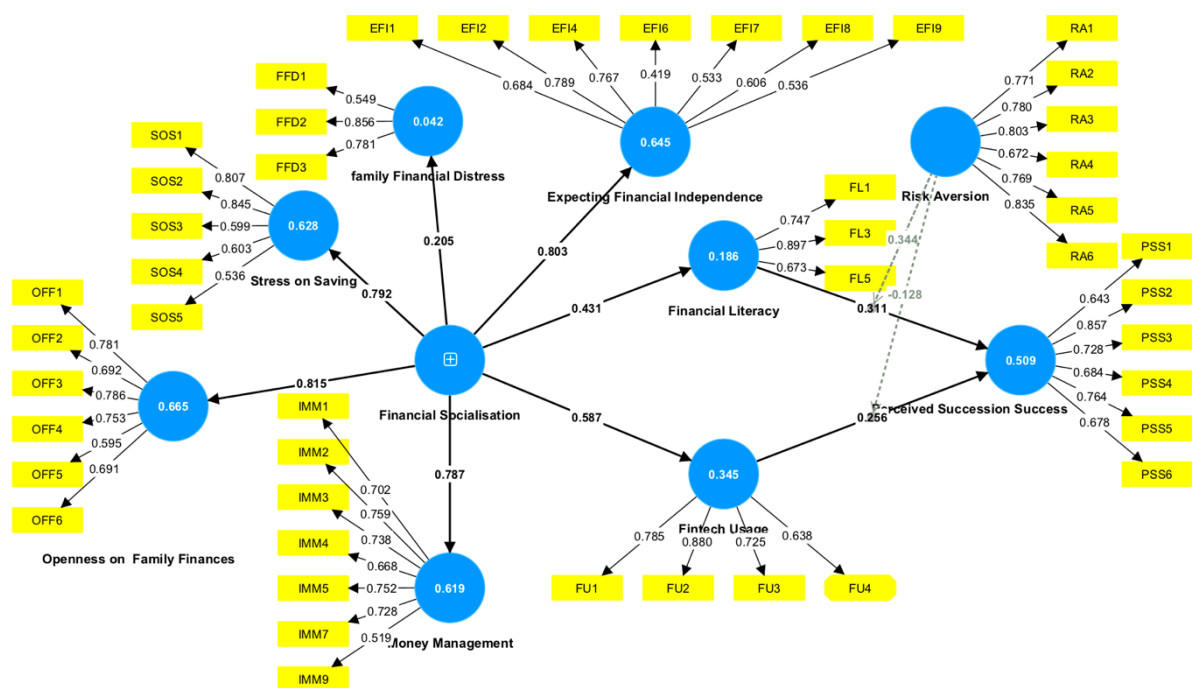 EFI1 EFI2 EFI4 EFI6 EFI7 EFI8 EFI9
0.684 0.789 0.767 0.419 0.533 0.606 0.536
0.645
Expecting Financial Independence
FFD1
FFD2
FFD3
0.549
0.856
0.781
0.042
family Financial Distress
SOS1
SOS2
SOS3
SOS4
SOS5
0.807
0.845
0.599
0.603
0.536
0.628
Stress on Saving
RA1
RA2
RA3
RA4
RA5
RA6
0.771
0.780
0.803
0.672
0.769
0.835
Risk Aversion
FL1
FL3
FL5
0.747
0.897
0.673
0.186
Financial Literacy
0.344
-0.128
0.311
0.256
PSS1
PSS2
PSS3
PSS4
PSS5
PSS6
0.643
0.857
0.728
0.684
0.764
0.678
0.509
Perceived Succession Success
0.205
0.803
0.792
0.431
0.815
0.587
0.787
Financial Socialisation
OFF1
OFF2
OFF3
OFF4
OFF5
OFF6
0.781
0.692
0.786
0.753
0.595
0.691
0.665
Openness on Family Finances
IMM1
IMM2
IMM3
IMM4
IMM5
IMM7
IMM9
0.702
0.759
0.738
0.668
0.752
0.728
0.519
0.619
Money Management
0.345
Fintech Usage
0.785 0.880 0.725 0.638
FU1 FU2 FU3 FU4